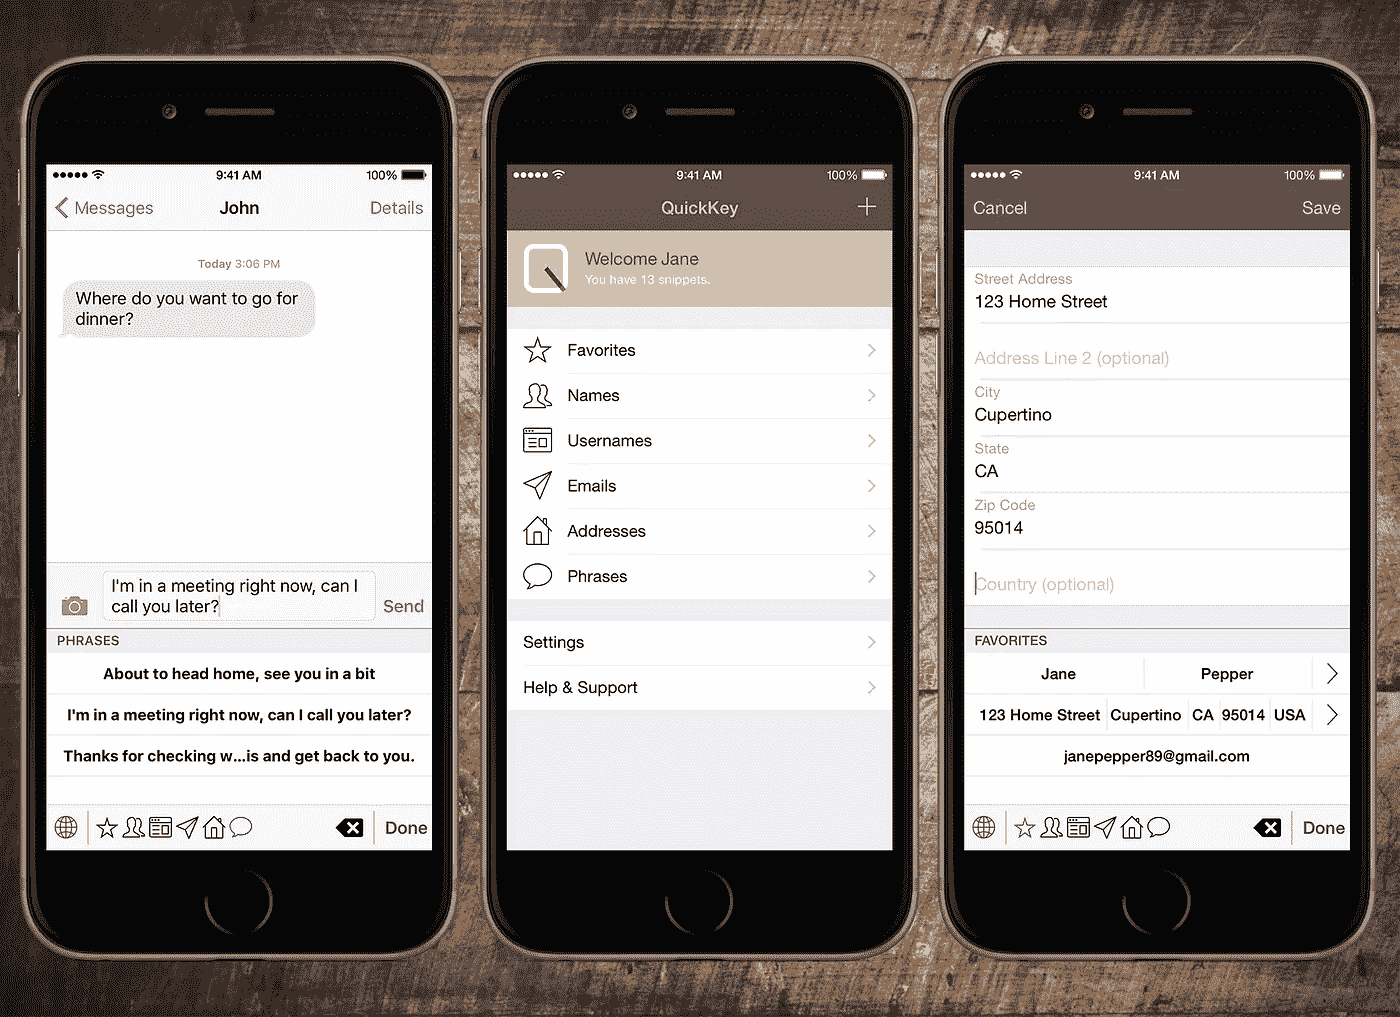 9:41 AM
100%
Messages
John
Details
Today 3:06 PM
Where do you want to go for
dinner?
I'm in a meeting right now, can I
call you later?
Send
PHRASES
About to head home, see you in a bit
I'm in a meeting right now, can I call you later?
Thanks for checking w...is and get back to you.
Done
9:41 AM
100%
QuickKey
Welcome Jane
You have 13 snippets.
Favorites
Names
Usernames
Emails
Addresses
Phrases
Settings
Help & Support
9:41 AM
100%
Cancel
Save
Street Address
123 Home Street
Address Line 2 (optional)
City
Cupertino
State
CA
Zip Code
95014
Country (optional)
FAVORITES
Jane Pepper
123 Home Street Cupertino CA 95014 USA
janepepper89@gmail.com
Done